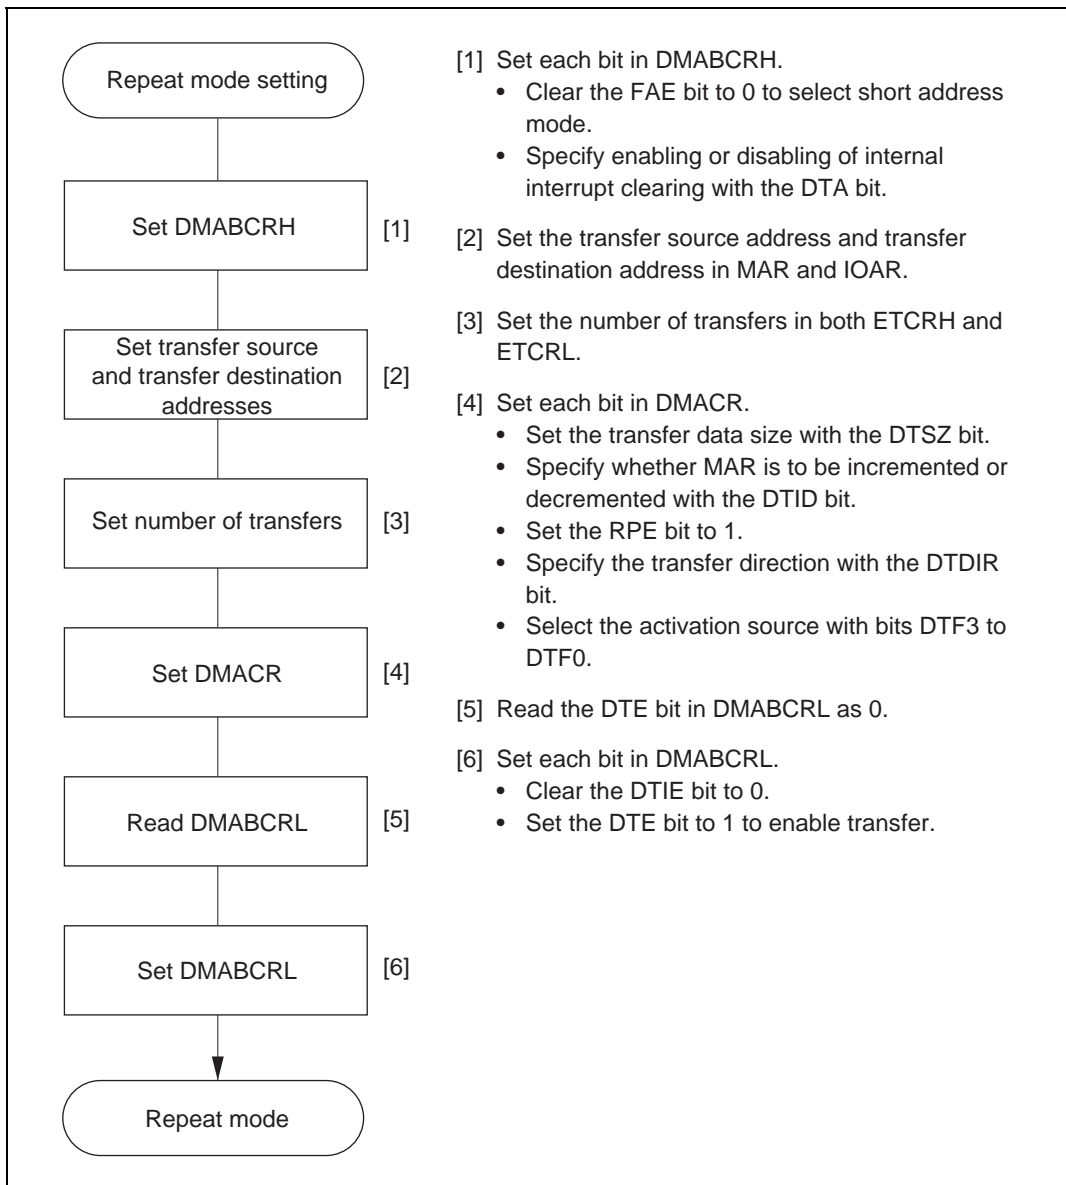 Repeat mode setting
Set DMABCRH
[1]
Set transfer source
and transfer destination
addresses
[2]
Set number of transfers
[3]
Set DMACR
[4]
Read DMABCRL
[5]
Set DMABCRL
[6]
Repeat mode
[1] Set each bit in DMABCRH.
• Clear the FAE bit to 0 to select short address
mode.
• Specify enabling or disabling of internal
interrupt clearing with the DTA bit.
[2] Set the transfer source address and transfer
destination address in MAR and IOAR.
[3] Set the number of transfers in both ETCRH and
ETCRL.
[4] Set each bit in DMACR.
• Set the transfer data size with the DTSZ bit.
• Specify whether MAR is to be incremented or
decremented with the DTID bit.
• Set the RPE bit to 1.
• Specify the transfer direction with the DTDIR
bit.
• Select the activation source with bits DTF3 to
DTF0.
[5] Read the DTE bit in DMABCRL as 0.
[6] Set each bit in DMABCRL.
• Clear the DTIE bit to 0.
• Set the DTE bit to 1 to enable transfer.